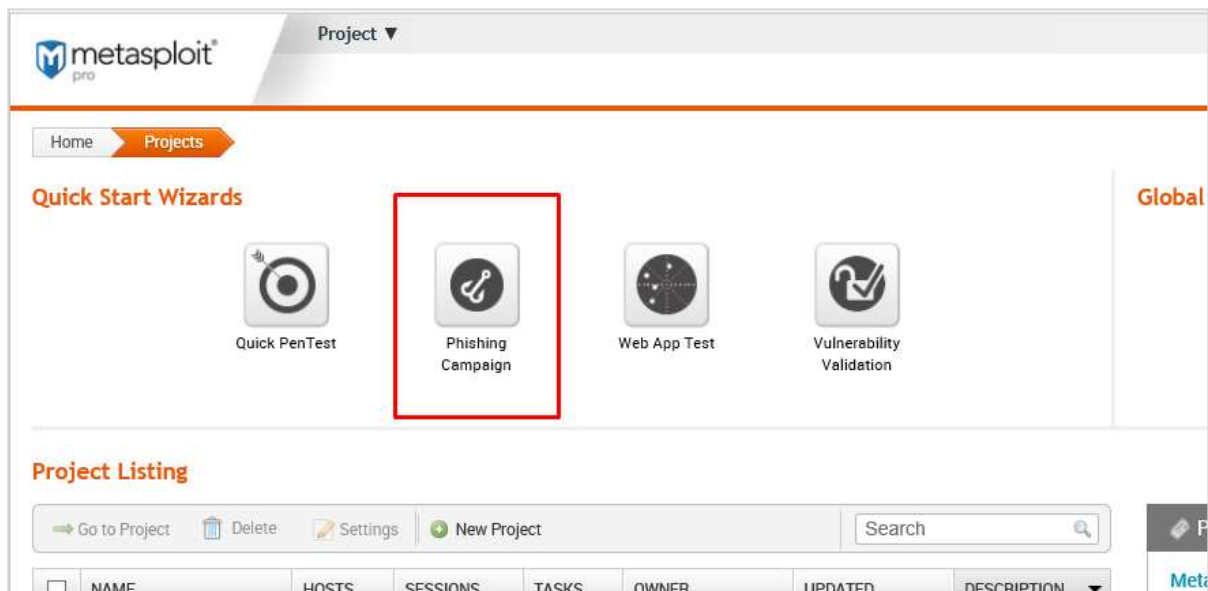 metasploit®
pro
Project ▼
Home Projects
Quick Start Wizards
Global
Quick PenTest
Phishing
Campaign
Web App Test
Vulnerability
Validation
Project Listing
Go to Project Delete Settings New Project Search
NAME HOSTS SESSIONS TASKS OWNER UPDATED DESCRIPTION